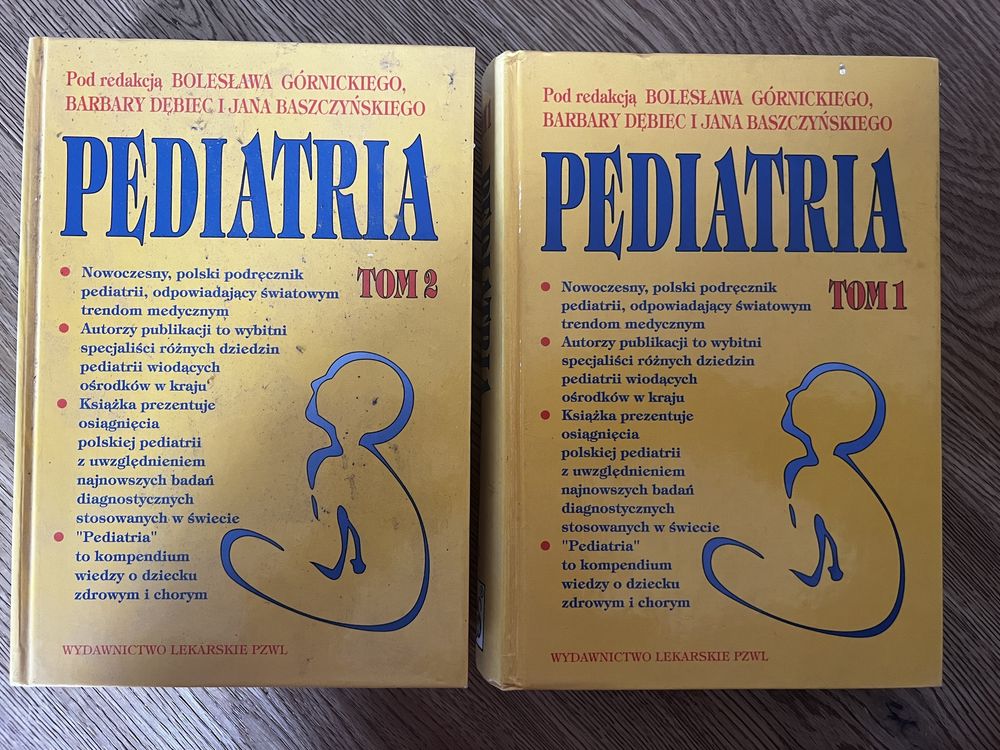 Pod redakcją BOLESŁAWA GÓRNICKIEGO,
BARBARY DĘBIEC I JANA BASZCZYŃSKIEGO
PEDIATRIA
TOM 2
Nowoczesny, polski podręcznik
pediatrii, odpowiadający światowym
trendom medycznym
Autorzy publikacji to wybitni
specjaliści różnych dziedzin
pediatrii wiodących
ośrodków w kraju
Książka prezentuje
osiągnięcia
polskiej pediatrii
z uwzględnieniem
najnowszych badań
diagnostycznych
stosowanych w świecie
"Pediatria"
to kompendium
wiedzy o dziecku
zdrowym i chorym
WYDAWNICTWO LEKARSKIE PZWL
Pod redakcją BOLESŁAWA GÓRNICKIEGO,
BARBARY DĘBIEC I JANA BASZCZYŃSKIEGO
PEDIATRIA
TOM 1
Nowoczesny, polski podręcznik
pediatrii, odpowiadający światowym
trendom medycznym
Autorzy publikacji to wybitni
specjaliści różnych dziedzin
pediatrii wiodących
ośrodków w kraju
Książka prezentuje
osiągnięcia
polskiej pediatrii
z uwzględnieniem
najnowszych badań
diagnostycznych
stosowanych w świecie
"Pediatria"
to kompendium
wiedzy o dziecku
zdrowym i chorym
WYDAWNICTWO LEKARSKIE PZWL